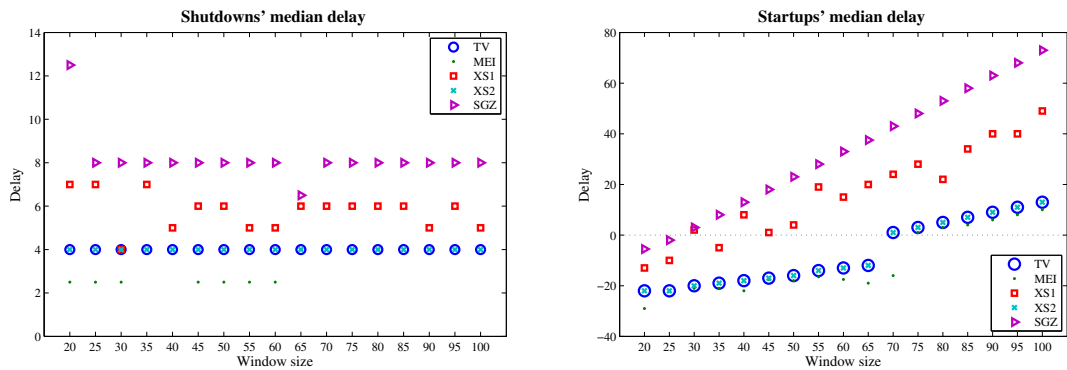 Shutdowns' median delay
14
12
10
8
6
4
2
0
Delay
20 25 30 35 40 45 50 55 60 65 70 75 80 85 90 95 100
Window size
TV
MEI
XS1
XS2
SGZ
Startups' median delay
80
60
40
20
0
−20
−40
Delay
20 25 30 35 40 45 50 55 60 65 70 75 80 85 90 95 100
Window size
TV
MEI
XS1
XS2
SGZ